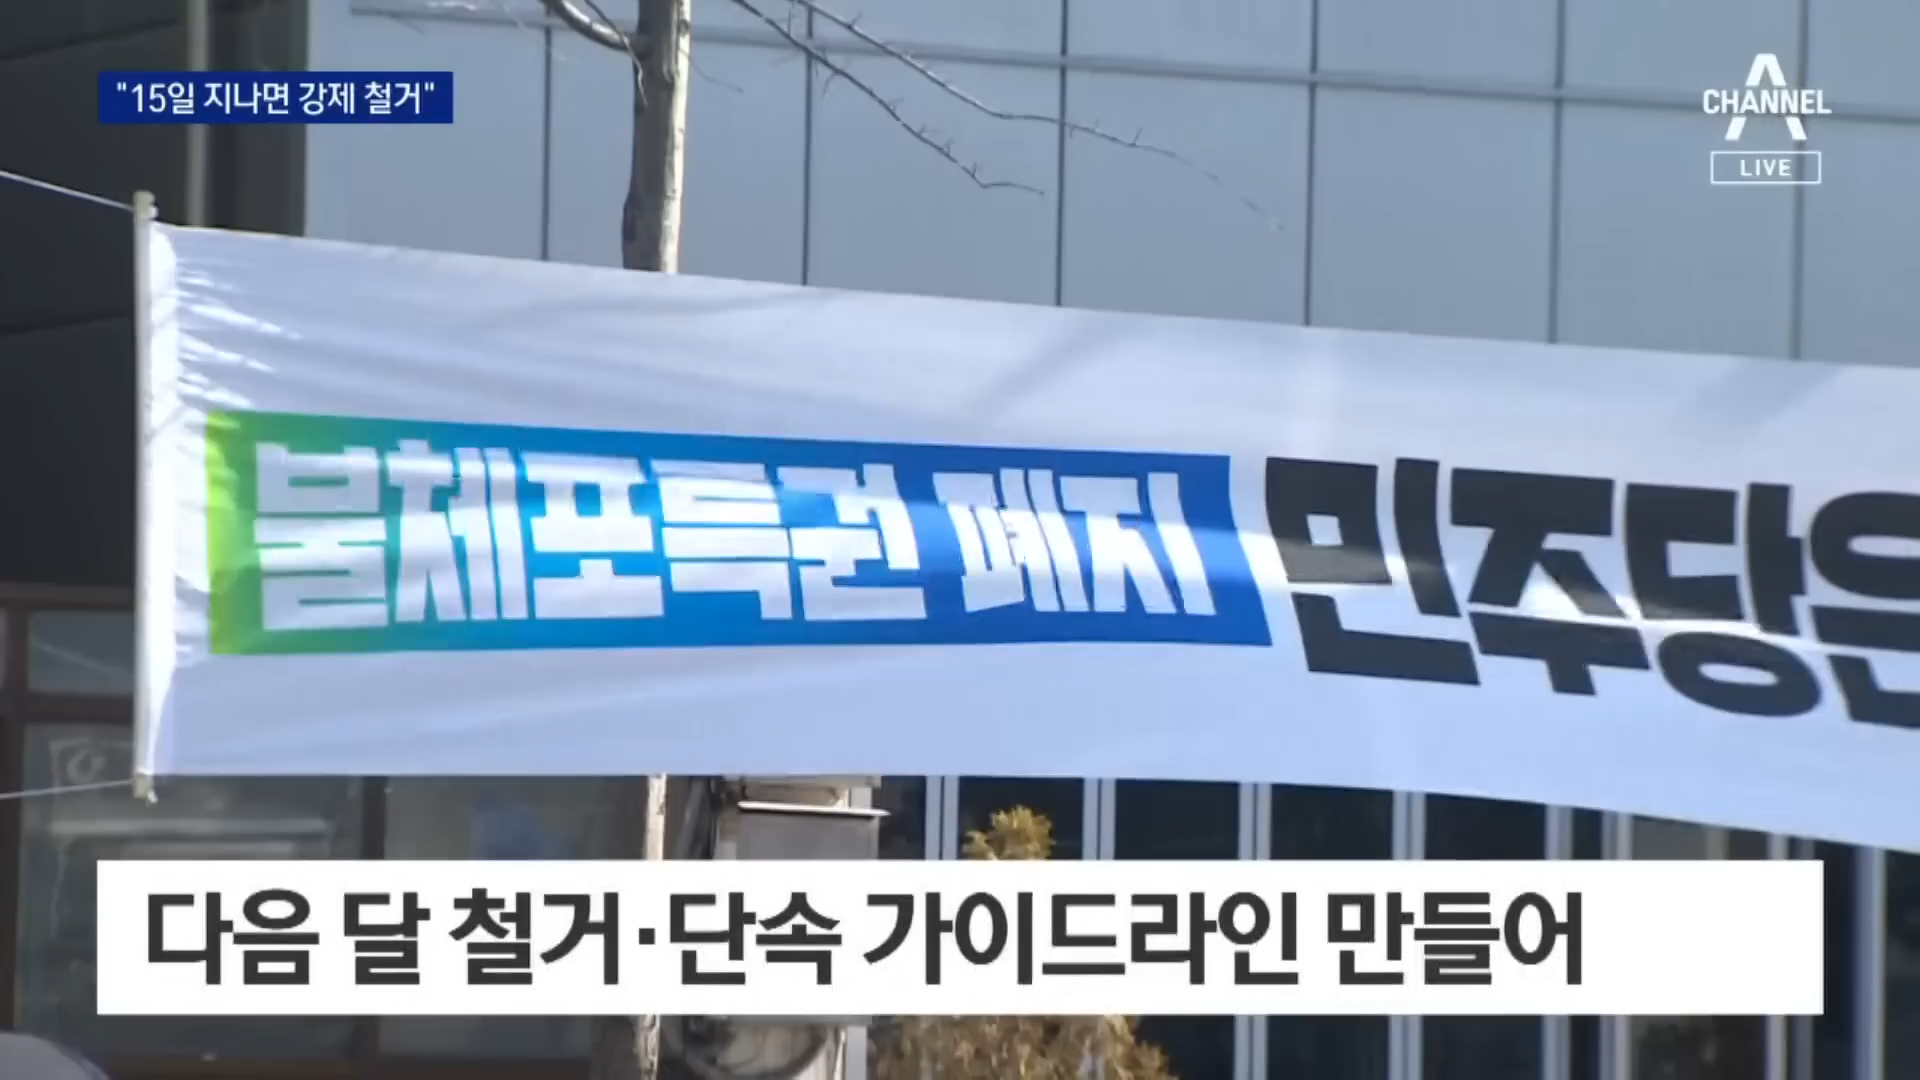 "15일 지나면 강제 철거"
CHANNEL A
LIVE
불체포특권 폐지 민주당은
다음 달 철거·단속 가이드라인 만들어